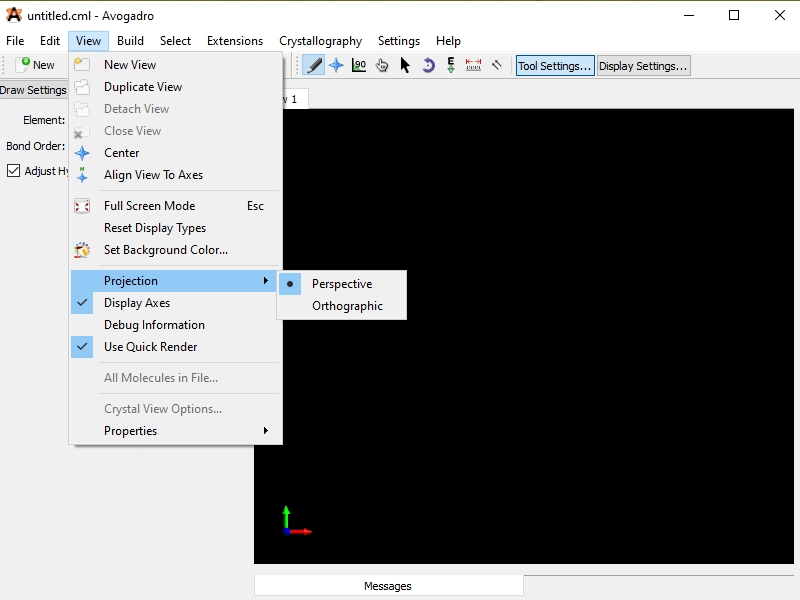 untitled.cml - Avogadro
File Edit View Build Select Extensions Crystallography Settings Help
New
90
E
Tool Settings...
Display Settings...
Draw Settings
Element:
Bond Order:
Adjust Hy
w 1
New View
Duplicate View
Detach View
Close View
Center
N
Align View To Axes
Full Screen Mode Esc
Reset Display Types
Set Background Color...
Projection
Display Axes
Debug Information
Use Quick Render
All Molecules in File...
Crystal View Options...
Properties
Perspective
Orthographic
Messages